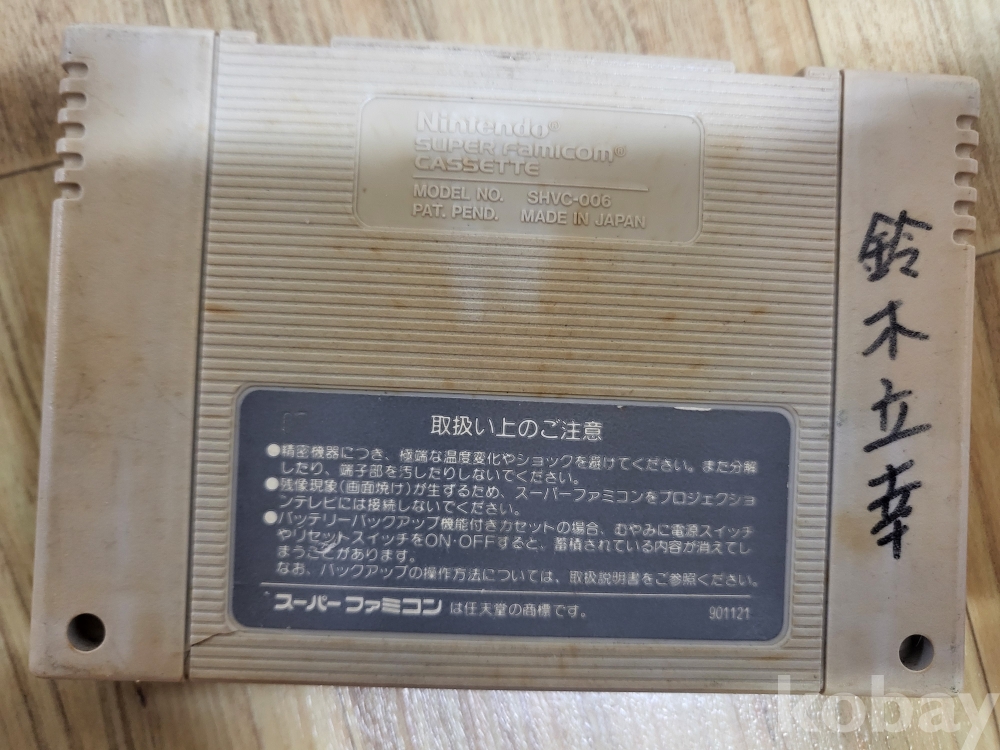 Nintendo®
SUPER Famicom®
CASSETTE
MODEL NO. SHVC-006
PAT. PEND. MADE IN JAPAN
鈴木立幸
取扱い上のご注意
●精密機器につき、極端な温度変化やショックを避けてください。また分解
したり、端子部を汚したりしないでください。
●残像現象(画面焼け)が生ずるため、スーパーファミコンをプロジェクショ
ンテレビには接続しないでください。
●バッテリーバックアップ機能付きカセットの場合、むやみに電源スイッチ
やリセットスイッチをON・OFFすると、蓄積されている内容が消えてし
まうことがあります。
なお、バックアップの操作方法については、取扱説明書をご参照ください。
スーパーファミコン は任天堂の商標です。
901121
kobay